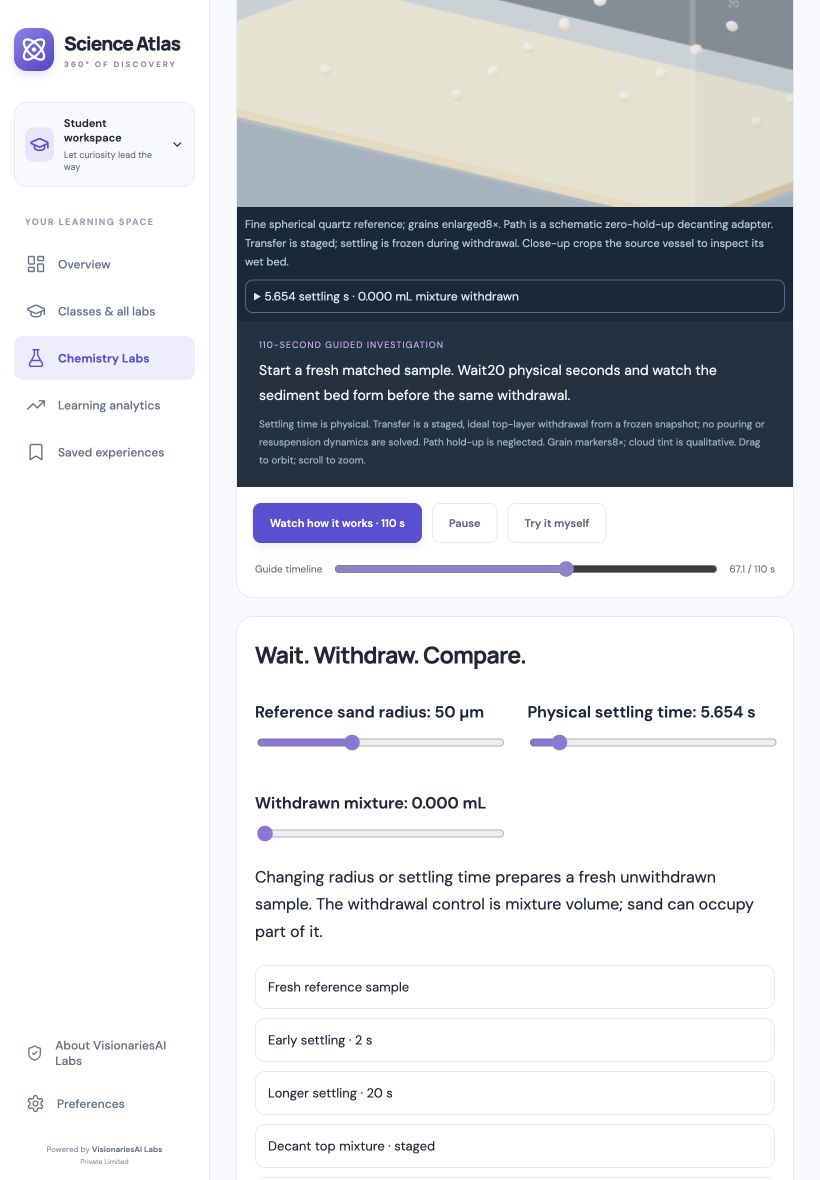 Science Atlas
360° OF DISCOVERY
Student
workspace
Let curiosity lead the
way
YOUR LEARNING SPACE
Overview
Classes & all labs
Chemistry Labs
Learning analytics
Saved experiences
About VisionariesAI
Labs
Preferences
Powered by VisionariesAI Labs
Private Limited
20
Fine spherical quartz reference; grains enlarged8×. Path is a schematic zero-hold-up decanting adapter.
Transfer is staged; settling is frozen during withdrawal. Close-up crops the source vessel to inspect its
wet bed.
▶ 5.654 settling s · 0.000 mL mixture withdrawn
110-SECOND GUIDED INVESTIGATION
Start a fresh matched sample. Wait20 physical seconds and watch the
sediment bed form before the same withdrawal.
Settling time is physical. Transfer is a staged, ideal top-layer withdrawal from a frozen snapshot; no pouring or
resuspension dynamics are solved. Path hold-up is neglected. Grain markers8×; cloud tint is qualitative. Drag
to orbit; scroll to zoom.
Watch how it works · 110 s
Pause
Try it myself
Guide timeline
67.1 / 110 s
Wait. Withdraw. Compare.
Reference sand radius: 50 µm
Physical settling time: 5.654 s
Withdrawn mixture: 0.000 mL
Changing radius or settling time prepares a fresh unwithdrawn
sample. The withdrawal control is mixture volume; sand can occupy
part of it.
Fresh reference sample
Early settling · 2 s
Longer settling · 20 s
Decant top mixture · staged